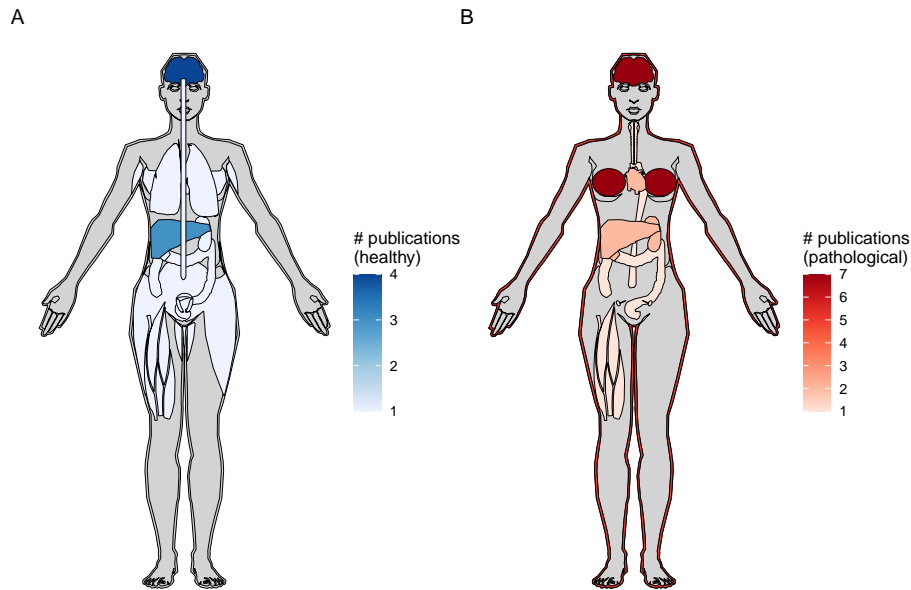 A
B
# publications
(healthy)
4
3
2
1
# publications
(pathological)
7
6
5
4
3
2
1